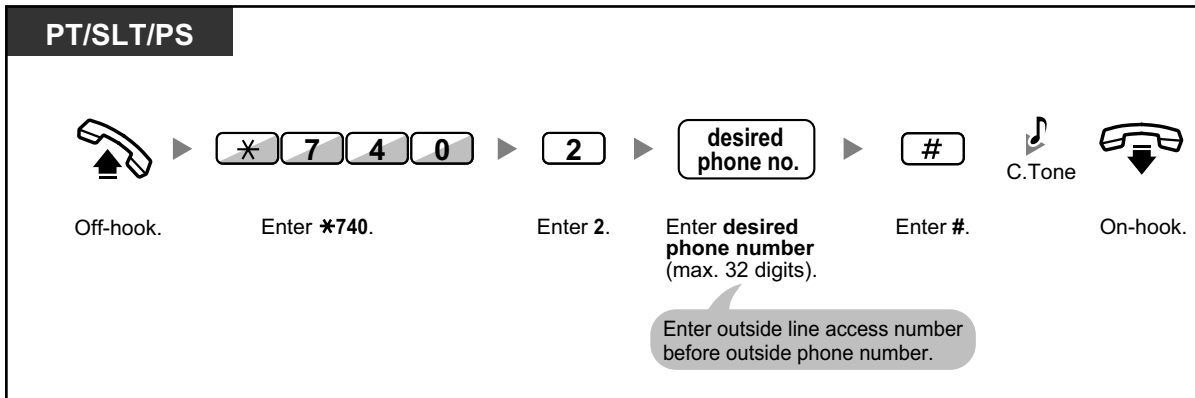 PT/SLT/PS
* 7 4 0
2
desired
phone no.
#
C.Tone
Off-hook.
Enter *740.
Enter 2.
Enter desired
phone number
(max. 32 digits).
Enter #.
On-hook.
Enter outside line access number
before outside phone number.